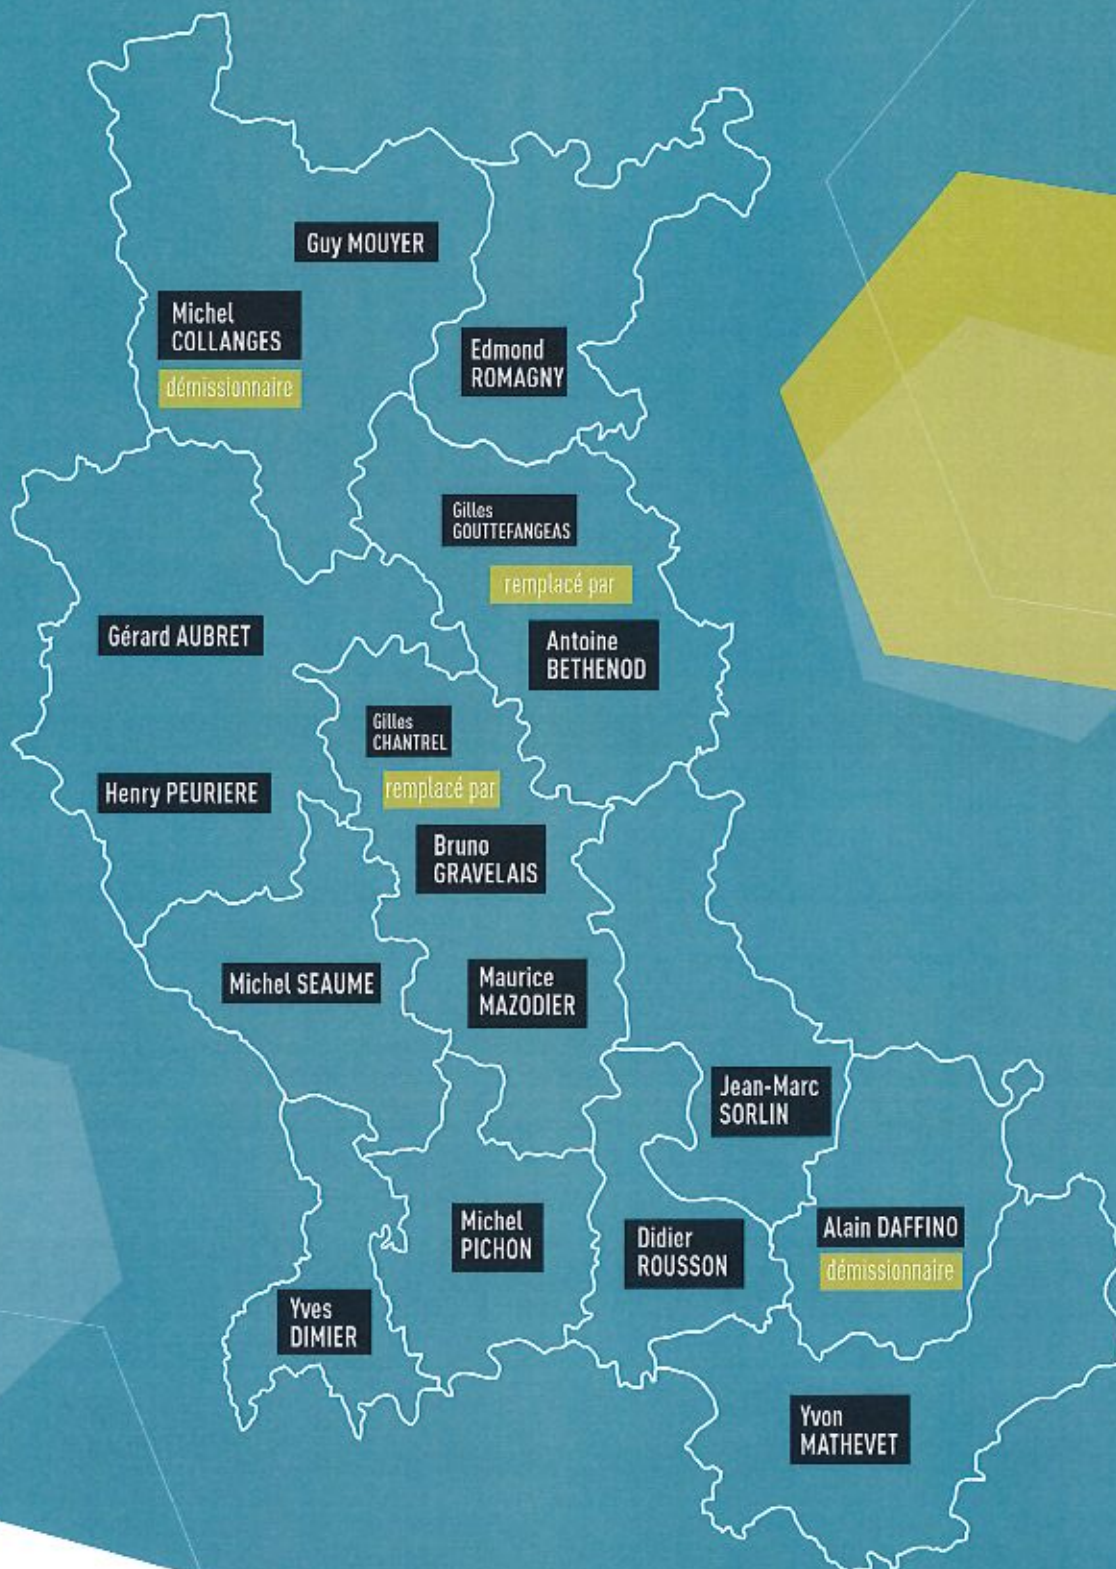 Guy MOUYER
Michel
COLLANGES
démissionnaire
Edmond
ROMAGNY
Gilles
GOUTTEFANGEAS
remplacé par
Antoine
BETHENOD
Gérard AUBRET
Gilles
CHANTREL
remplacé par
Henry PEURIERE
Bruno
GRAVELAIS
Michel SEAUME
Maurice
MAZODIER
Jean-Marc
SORLIN
Michel
PICHON
Didier
ROUSSON
Alain DAFFINO
démissionnaire
Yves
DIMIER
Yvon
MATHEVET